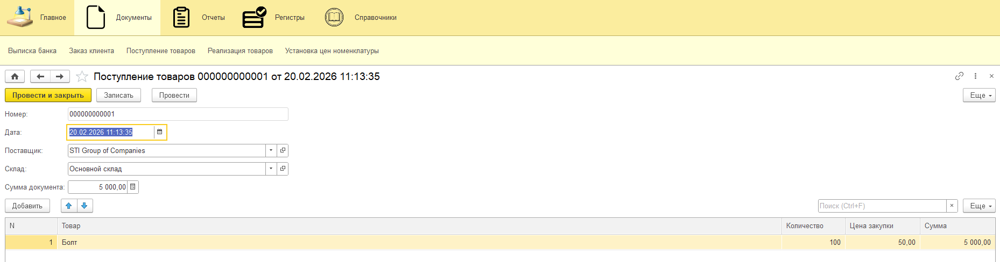 Главное Документы Отчеты Регистры Справочники
Выписка банка Заказ клиента Поступление товаров Реализация товаров Установка цен номенклатуры
Поступление товаров 000000000001 от 20.02.2026 11:13:35
Провести и закрыть Записать Провести Еще
Номер: 000000000001
Дата: 20.02.2026 11:13:35
Поставщик: STI Group of Companies
Склад: Основной склад
Сумма документа: 5 000,00
Добавить Поиск (Ctrl+F) × Еще
N Товар Количество Цена закупки Сумма
1 Болт 100 50,00 5 000,00